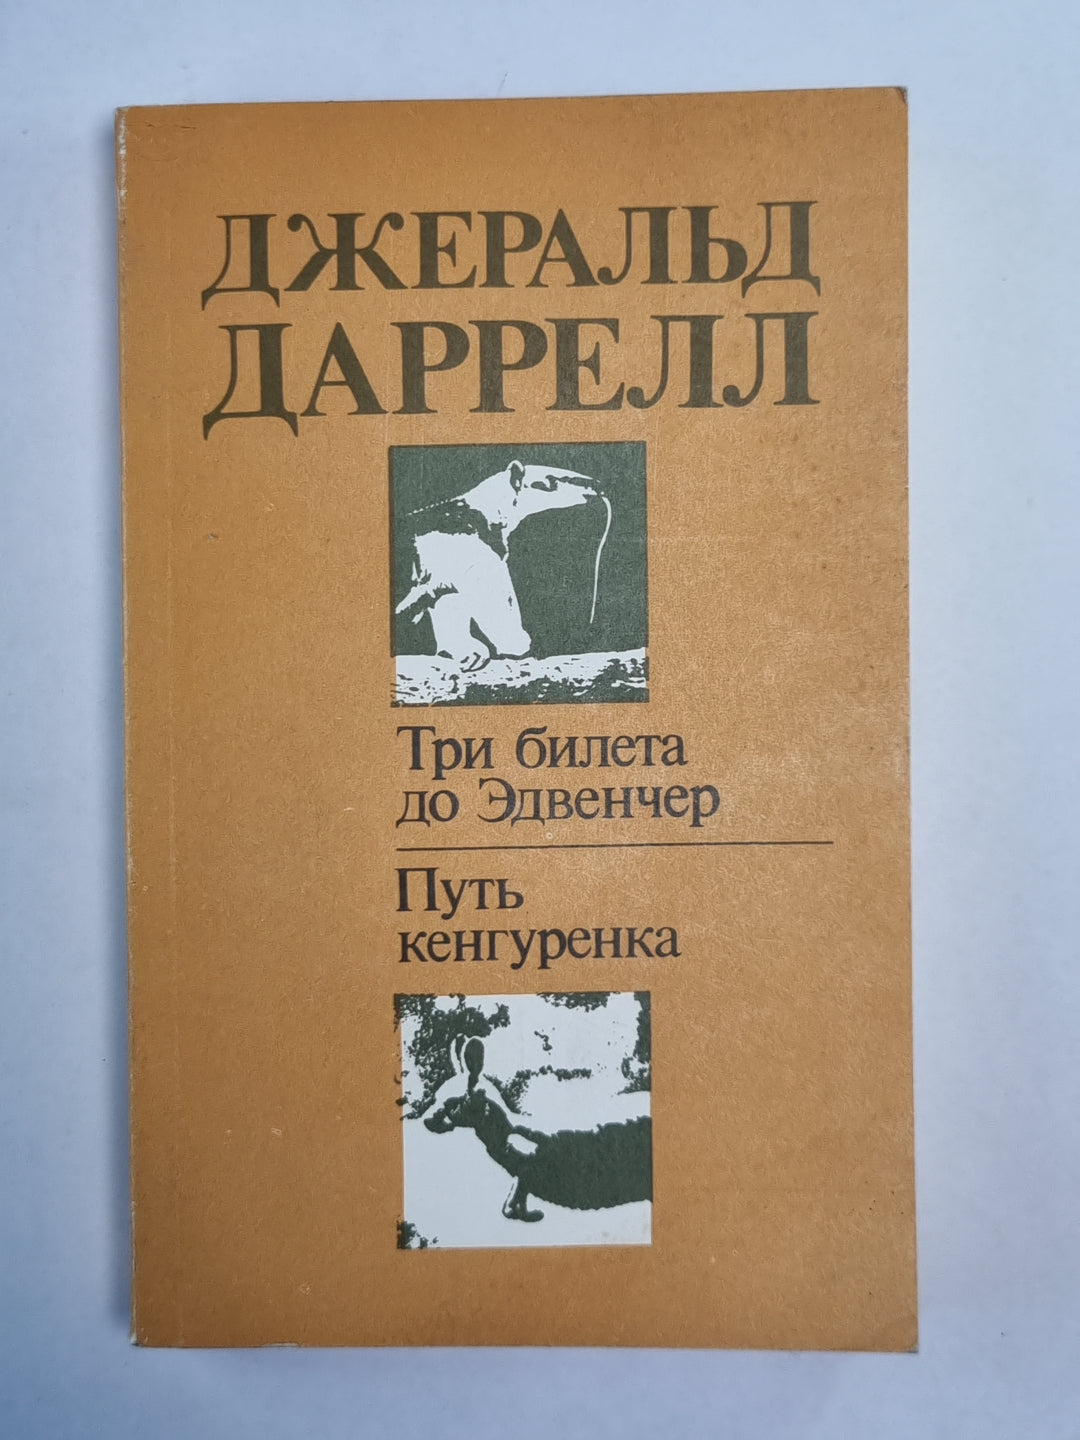 ДЖЕРАЛЬД
ДАРРЕЛЛ
Три билета
до Эдвенчер
Путь
кенгуренка